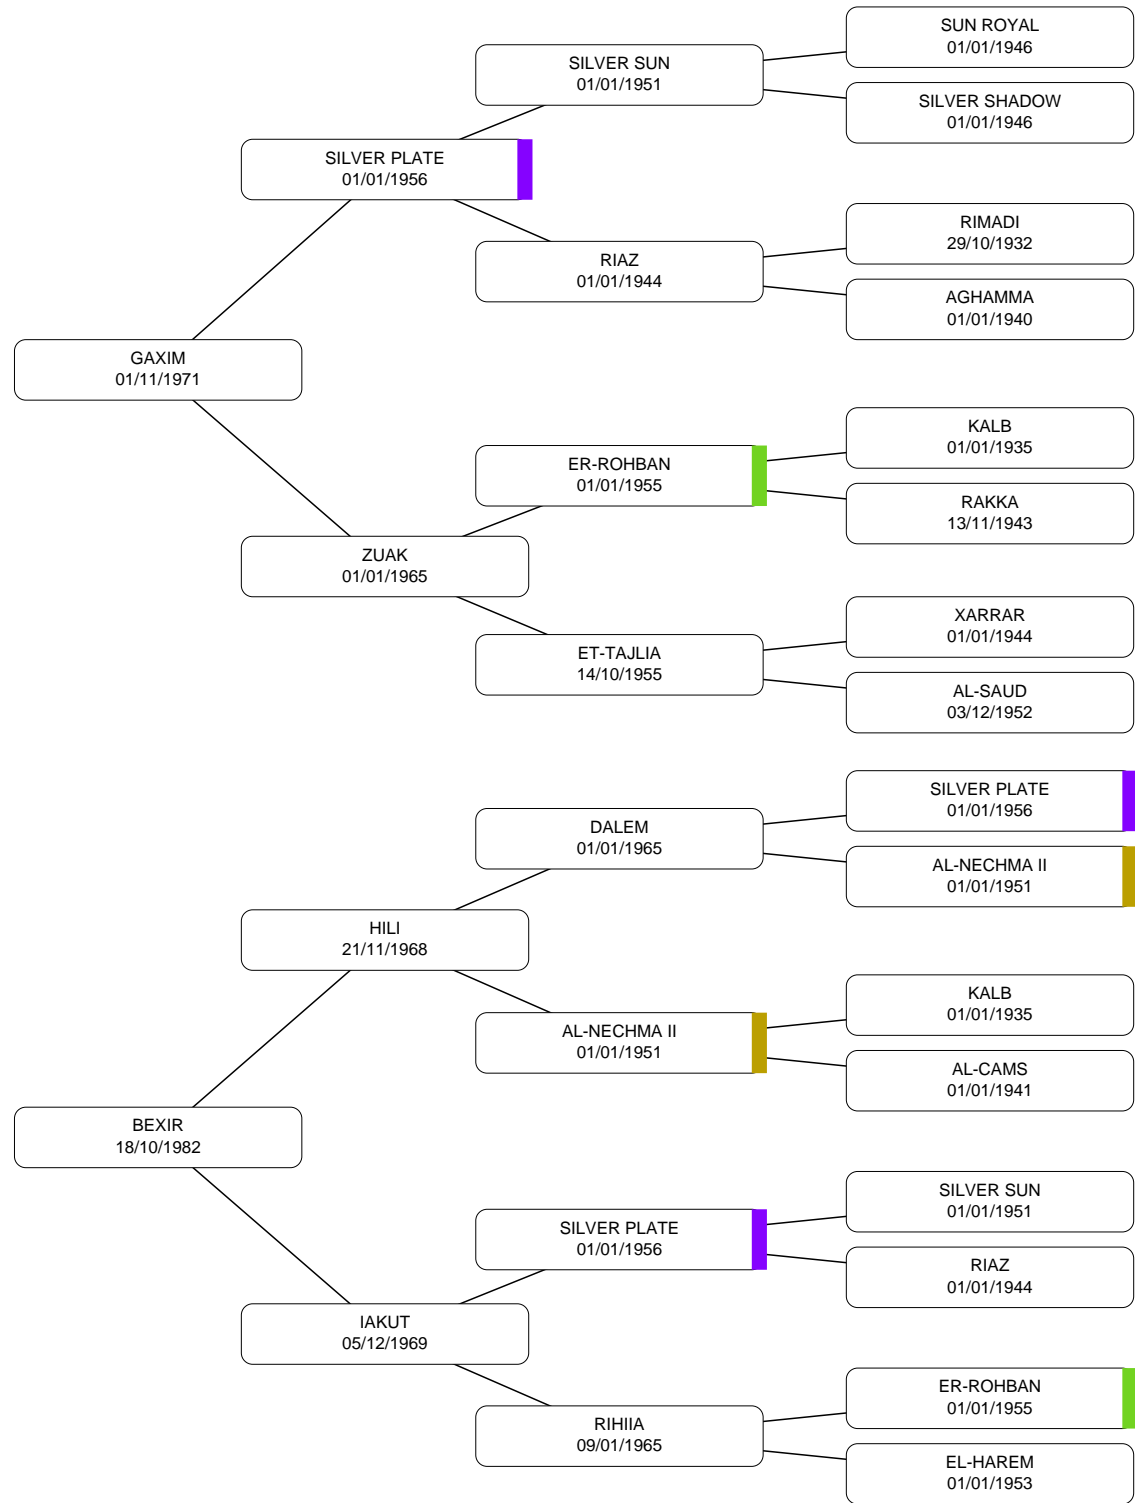 SUN ROYAL
01/01/1946
SILVER SUN
01/01/1951
SILVER SHADOW
01/01/1946
SILVER PLATE
01/01/1956
RIMADI
29/10/1932
RIAZ
01/01/1944
AGHAMMA
01/01/1940
GAXIM
01/11/1971
KALB
01/01/1935
ER-ROHBAN
01/01/1955
RAKKA
13/11/1943
ZUAK
01/01/1965
XARRAR
01/01/1944
ET-TAJLIA
14/10/1955
AL-SAUD
03/12/1952
SILVER PLATE
01/01/1956
DALEM
01/01/1965
AL-NECHMA II
01/01/1951
HILI
21/11/1968
KALB
01/01/1935
AL-NECHMA II
01/01/1951
AL-CAMS
01/01/1941
BEXIR
18/10/1982
SILVER SUN
01/01/1951
SILVER PLATE
01/01/1956
RIAZ
01/01/1944
IAKUT
05/12/1969
ER-ROHBAN
01/01/1955
RIHIIA
09/01/1965
EL-HAREM
01/01/1953